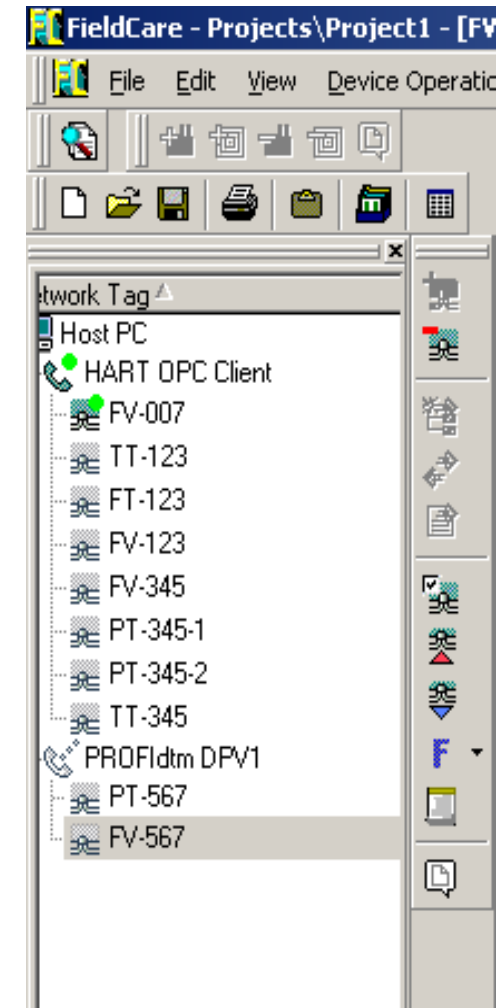 FieldCare - Projects\Project1 - [FV
File Edit View Device Operatio
twork Tag
Host PC
HART OPC Client
FV-007
TT-123
FT-123
FV-123
FV-345
PT-345-1
PT-345-2
TT-345
PROFIdtm DPV1
PT-567
FV-567
F